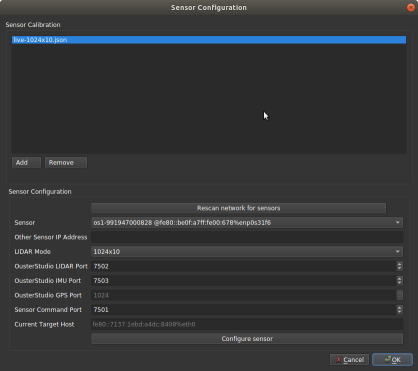 Sensor Configuration
Sensor Calibration
live-1024x10.json
Add Remove
Sensor Configuration
Rescan network for sensors
Sensor os1-991947000828 @fe80::be0f:a7ff:fe00:678%enp0s31f6
Other Sensor IP Address
LIDAR Mode 1024x10
OusterStudio LIDAR Port 7502
OusterStudio IMU Port 7503
OusterStudio GPS Port 1024
Sensor Command Port 7501
Current Target Host fe80::7137:1ebd:a4dc:8408%eth0
Configure sensor
Cancel OK